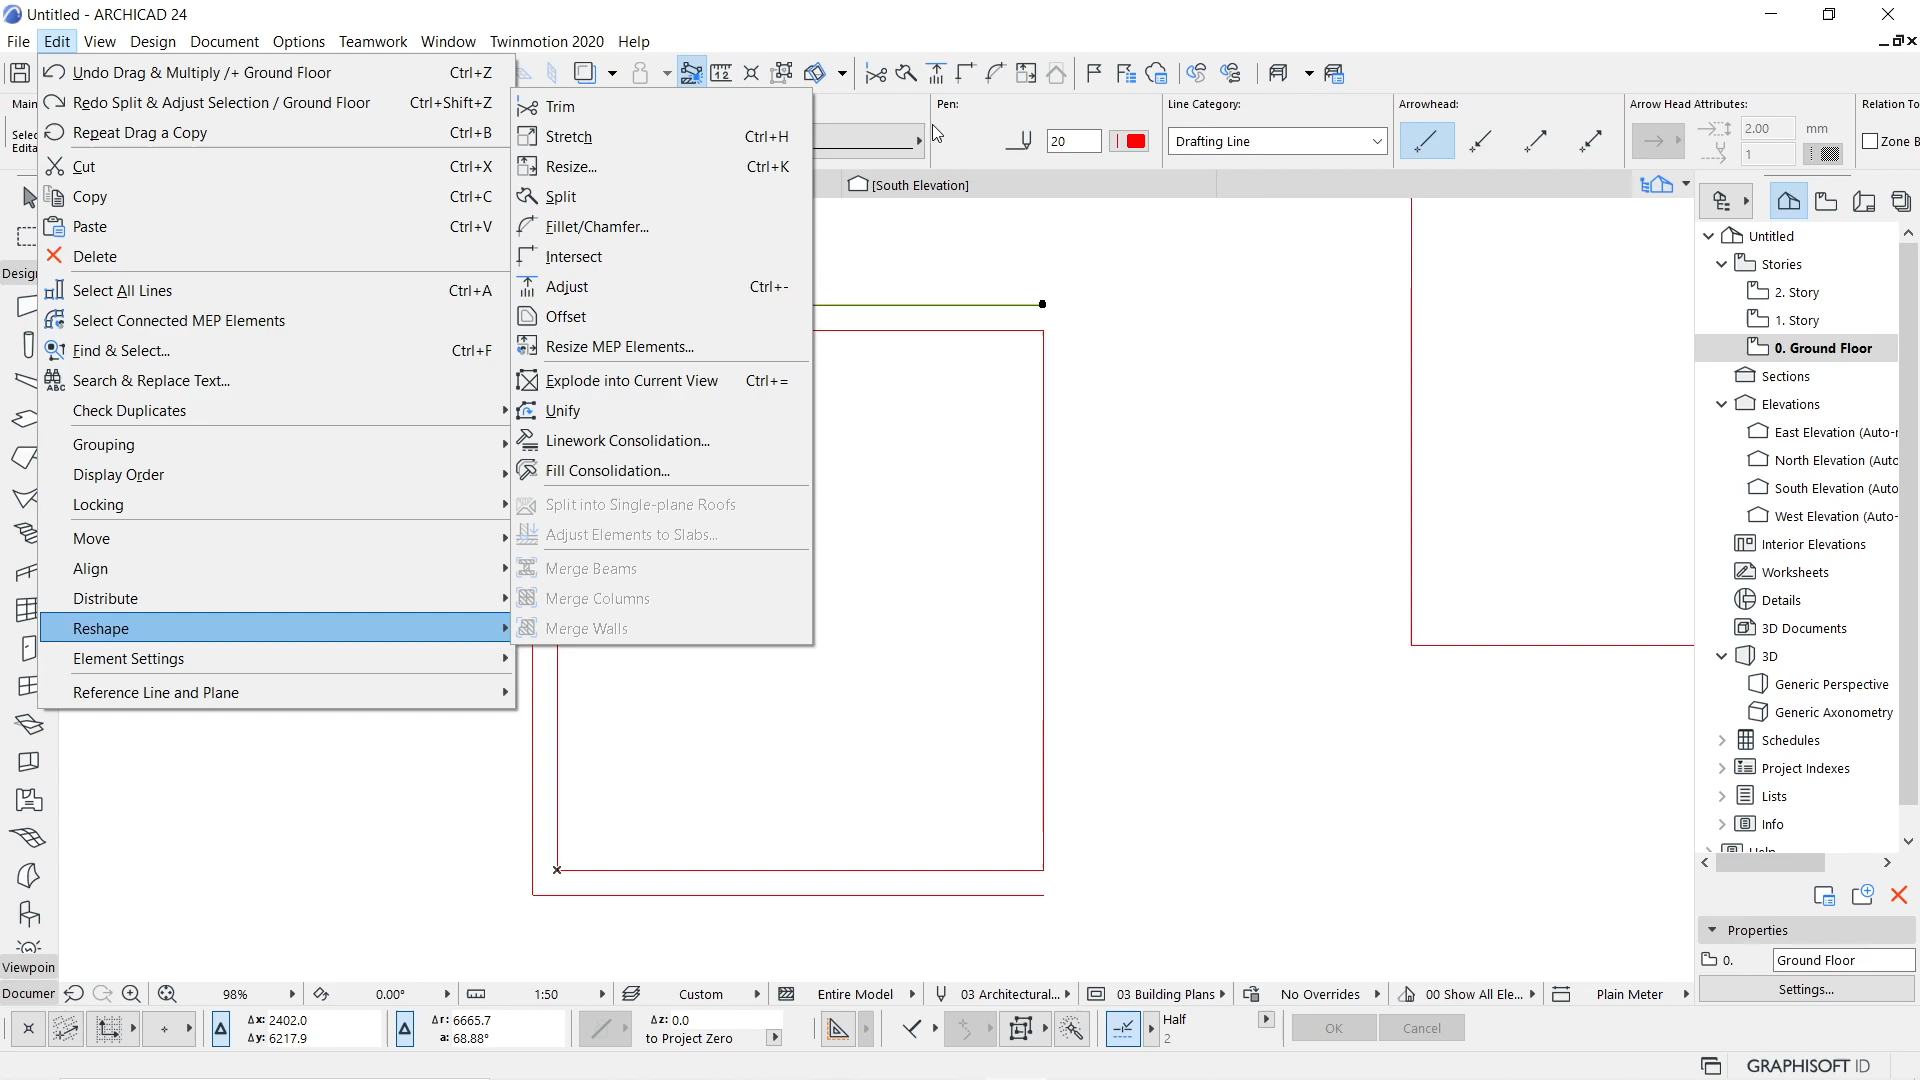 Untitled - ARCHICAD 24
File Edit View Design Document Options Teamwork Window Twinmotion 2020 Help
Undo Drag & Multiply /+ Ground Floor Ctrl+Z
Redo Split & Adjust Selection / Ground Floor Ctrl+Shift+Z
Repeat Drag a Copy Ctrl+B
Cut Ctrl+X
Copy Ctrl+C
Paste Ctrl+V
Delete
Select All Lines Ctrl+A
Select Connected MEP Elements
Find & Select... Ctrl+F
Search & Replace Text...
Check Duplicates
Grouping
Display Order
Locking
Move
Align
Distribute
Reshape
Element Settings
Reference Line and Plane
Trim
Stretch Ctrl+H
Resize... Ctrl+K
Split
Fillet/Chamfer...
Intersect
Adjust Ctrl+-
Offset
Resize MEP Elements...
Explode into Current View Ctrl+=
Unify
Linework Consolidation...
Fill Consolidation...
Split into Single-plane Roofs
Adjust Elements to Slabs...
Merge Beams
Merge Columns
Merge Walls
Main
Selec
Edita
Desig
Viewpoin
Documer
Pen:
20
Line Category:
Drafting Line
Arrowhead:
Arrow Head Attributes:
2.00 mm
1
Relation To
Zone B
[South Elevation]
Untitled
Stories
2. Story
1. Story
0. Ground Floor
Sections
Elevations
East Elevation (Auto-r
North Elevation (Autc
South Elevation (Auto
West Elevation (Auto-
Interior Elevations
Worksheets
Details
3D Documents
3D
Generic Perspective
Generic Axonometry
Schedules
Project Indexes
Lists
Info
Help
Properties
0. Ground Floor
Settings...
98% 0.00° 1:50 Custom Entire Model 03 Architectural... 03 Building Plans No Overrides 00 Show All Ele... Plain Meter
Δx: 2402.0
Δy: 6217.9
Δr: 6665.7
a: 68.88°
Δz: 0.0
to Project Zero
Half
2
OK Cancel
GRAPHISOFT ID